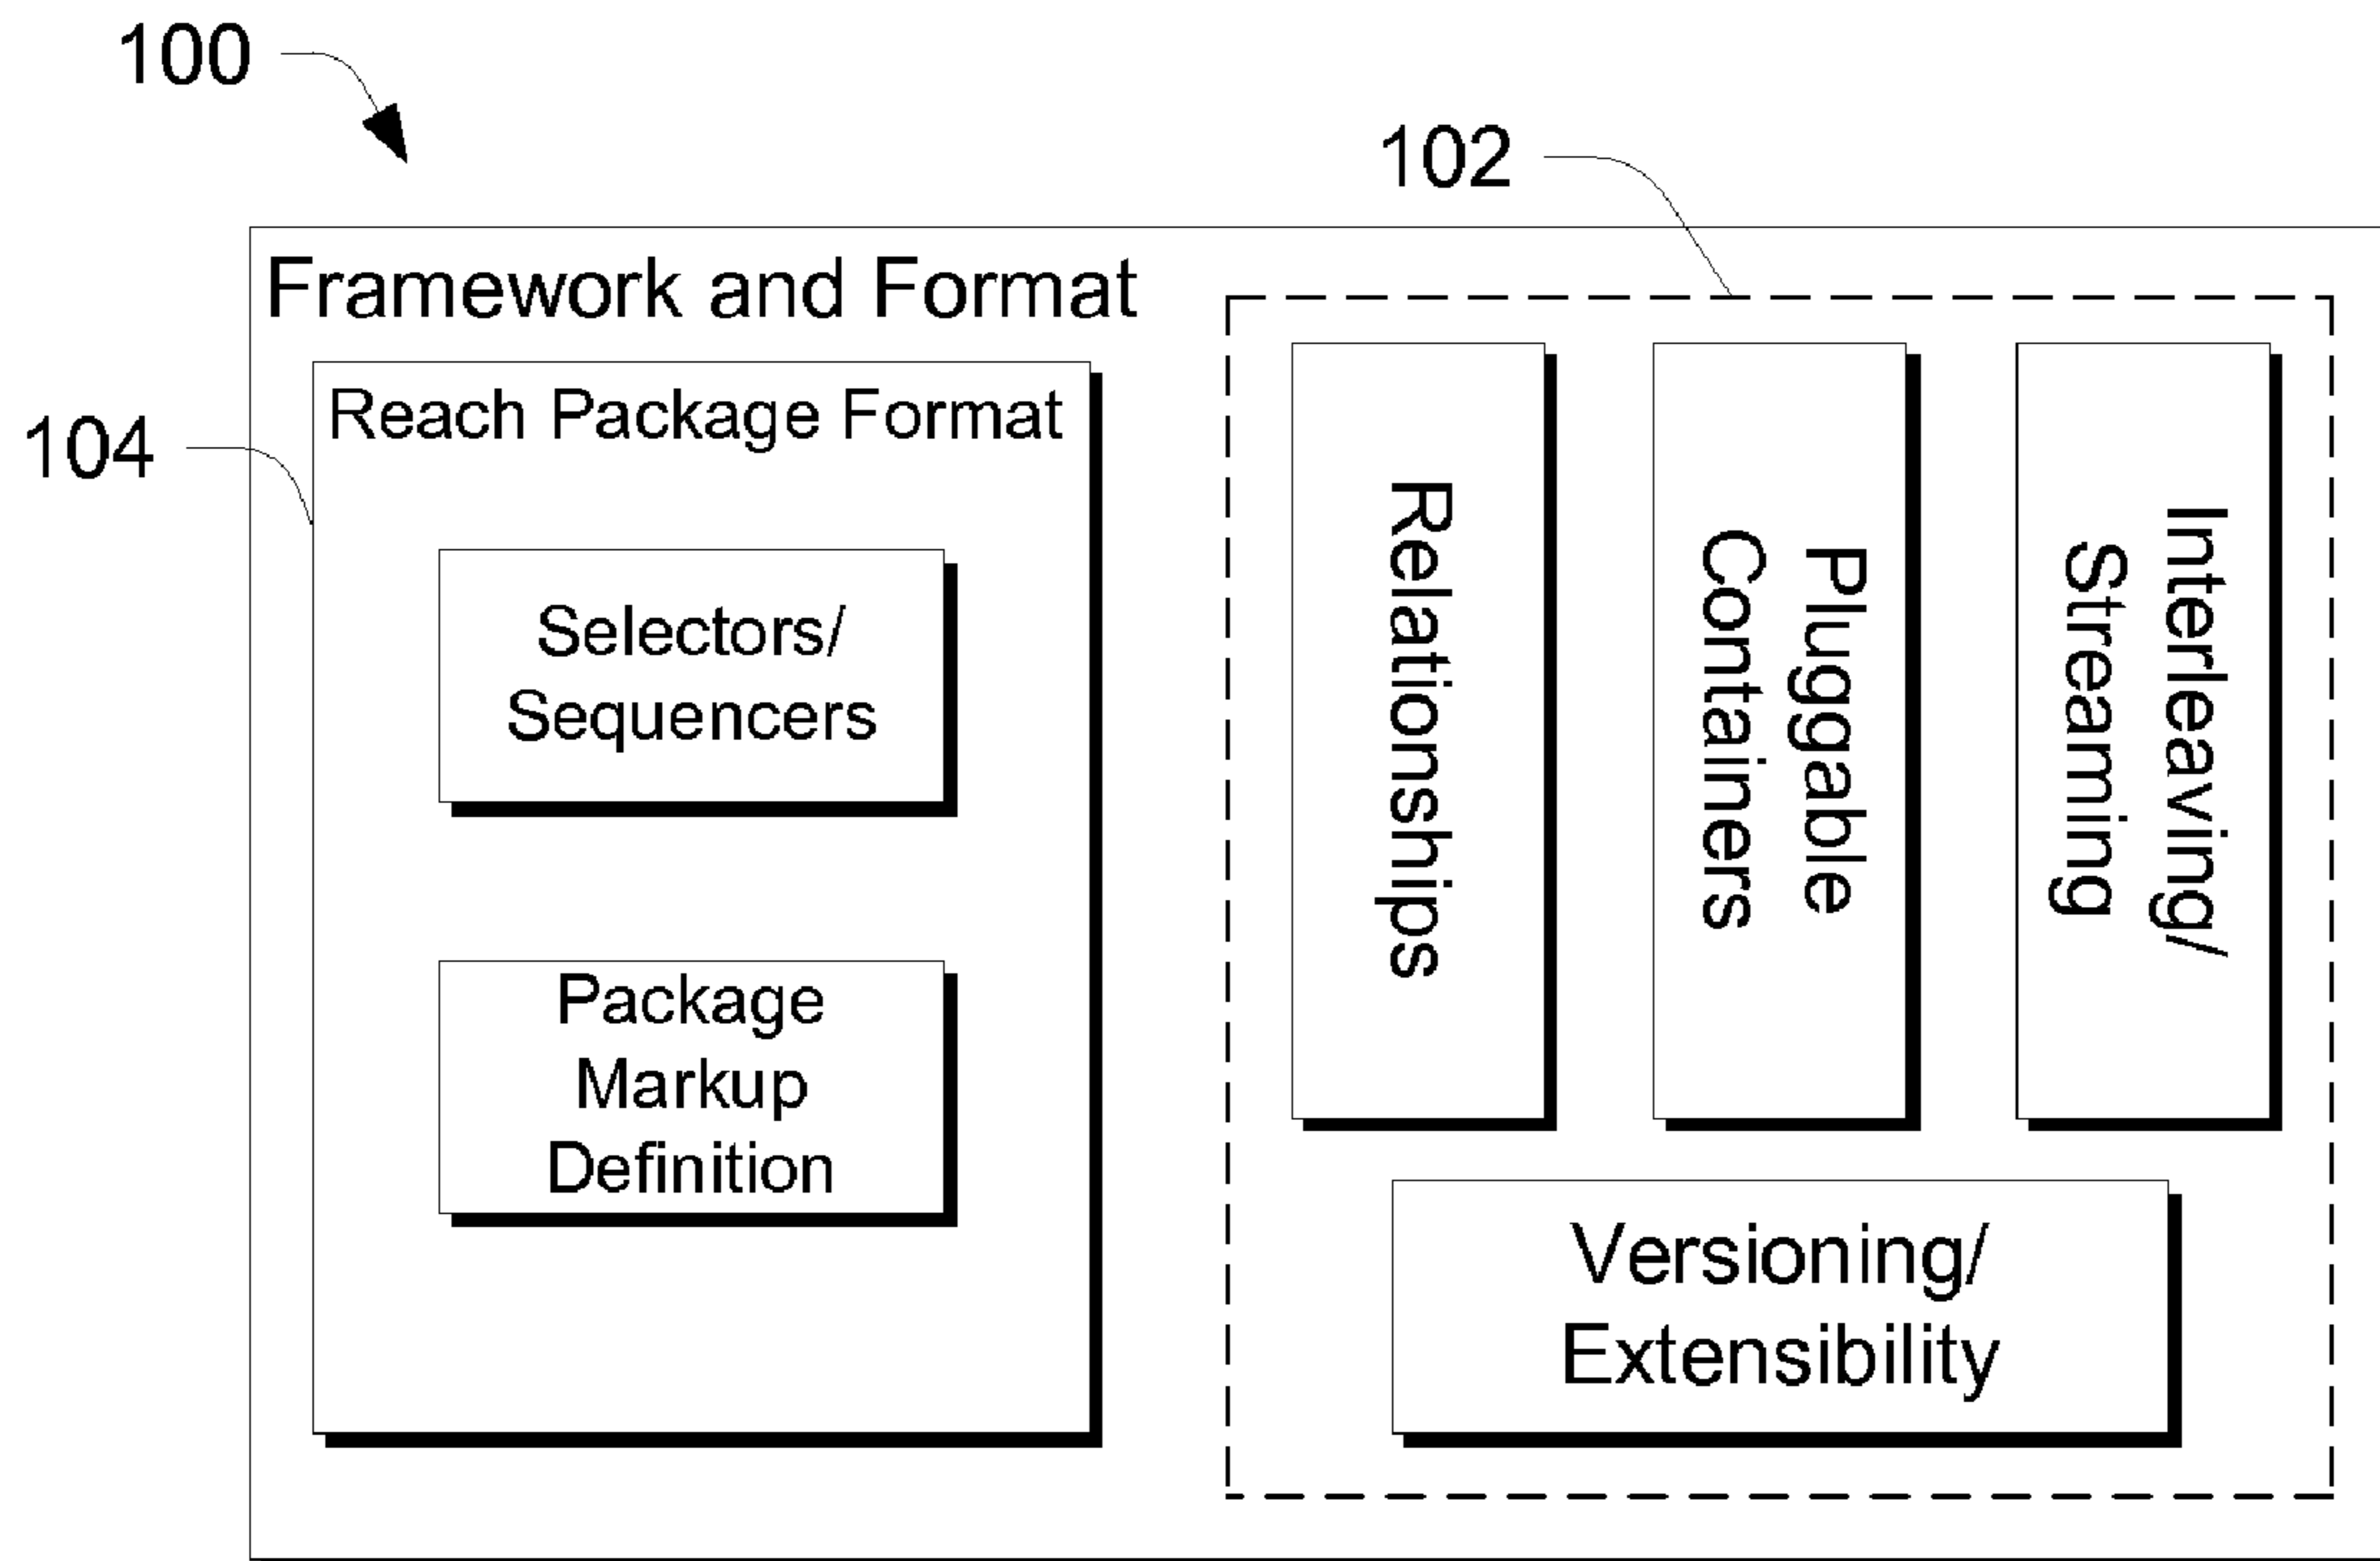 100
102
Framework and Format
104
Reach Package Format
Selectors/
Sequencers
Package
Markup
Definition
Relationships
Pluggable
Containers
Interleaving/
Streaming
Versioning/
Extensibility